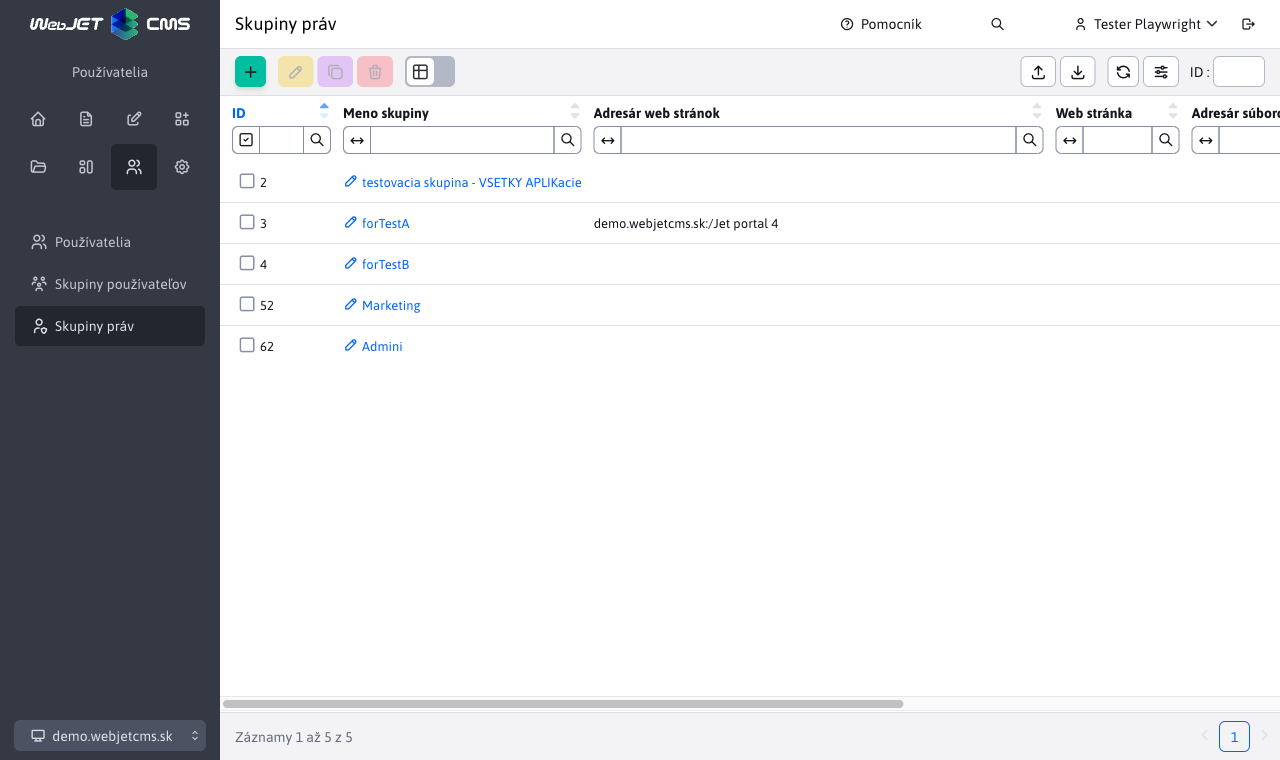 WebJET CMS
Používatelia
Používatelia
Skupiny používateľov
Skupiny práv
demo.webjetcms.sk
Skupiny práv
Pomocník
Tester Playwright
ID :
ID
Meno skupiny
Adresár web stránok
Web stránka
Adresár súboro
2
testovacia skupina - VSETKY APLIKacie
3
forTestA
demo.webjetcms.sk:/Jet portal 4
4
forTestB
52
Marketing
62
Admini
Záznamy 1 až 5 z 5
1